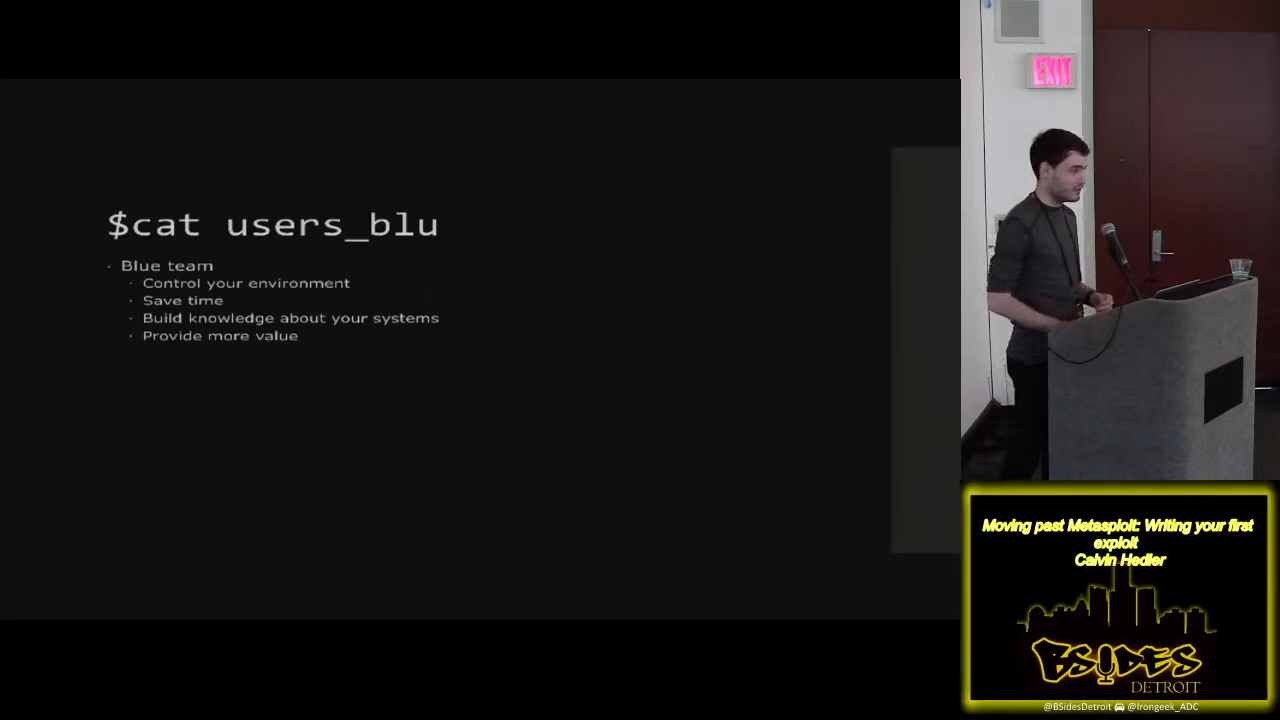 $cat users_blu
- Blue team
· Control your environment
· Save time
· Build knowledge about your systems
· Provide more value
EXIT
Moving past Metasploit: Writing your first
exploit
Calvin Hedler
BSIDES
DETROIT
@BSidesDetroit @Irongeek_ADC